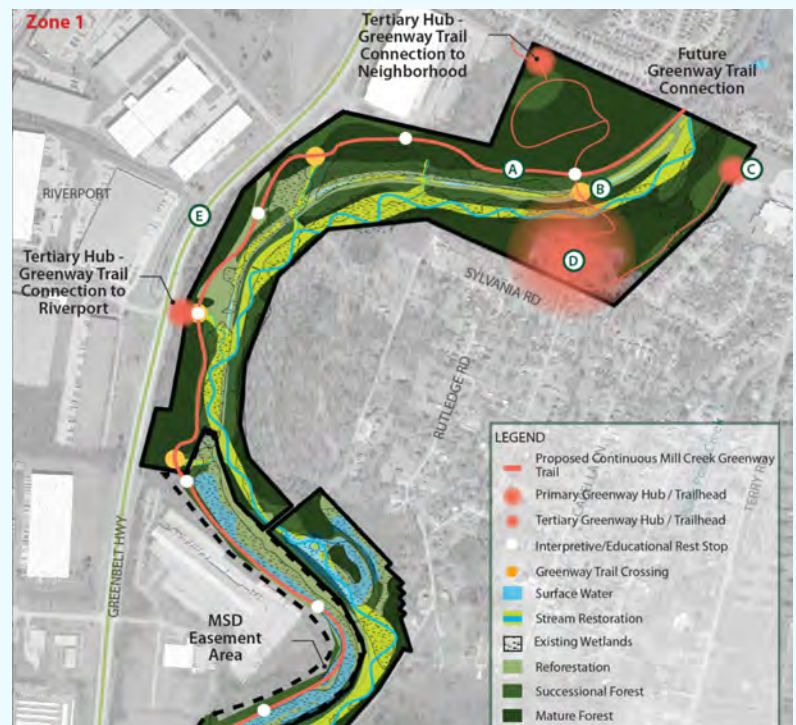 Zone 1
Tertiary Hub -
Greenway Trail
Connection to
Neighborhood
Future
Greenway Trail
Connection
A
B
C
D
E
RIVERPORT
Tertiary Hub -
Greenway Trail
Connection to
Riverport
SYLVANIA RD
RUTLEDGE RD
TERRY RD
GREENBELT HWY
MSD
Easement
Area
LEGEND
Proposed Continuous Mill Creek Greenway
Trail
Primary Greenway Hub / Trailhead
Tertiary Greenway Hub / Trailhead
Interpretive/Educational Rest Stop
Greenway Trail Crossing
Surface Water
Stream Restoration
Existing Wetlands
Reforestation
Successional Forest
Mature Forest